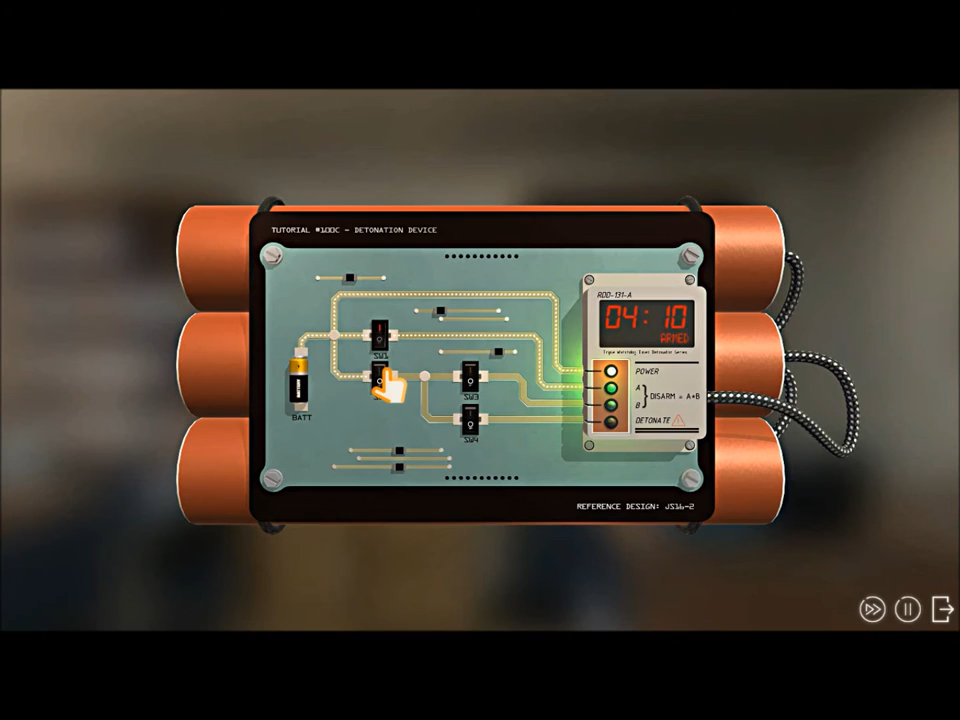 TUTORIAL #100C - DETONATION DEVICE
RDD-131-A
04:10
ARMED
Triple Watchdog Timer Detonator Series
POWER
A
B
DISARM = A+B
DETONATE
SW1
SW3
SW4
BATT
REFERENCE DESIGN: JS16-2